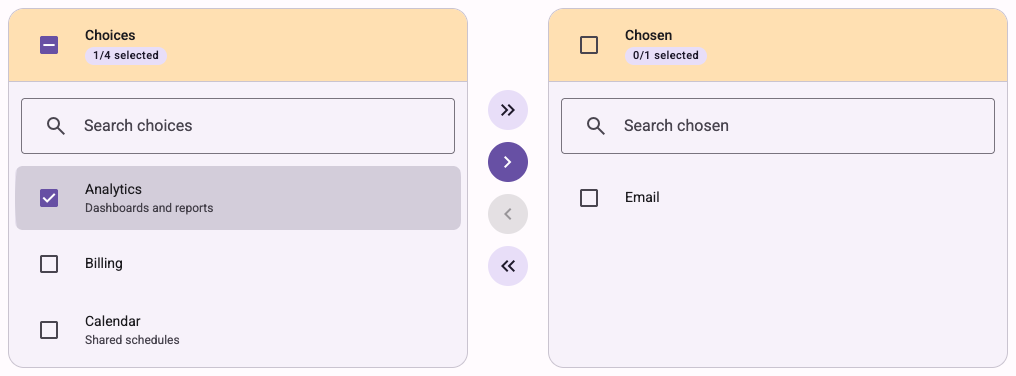 Choices
1/4 selected
Search choices
Analytics
Dashboards and reports
Billing
Calendar
Shared schedules
Chosen
0/1 selected
Search chosen
Email